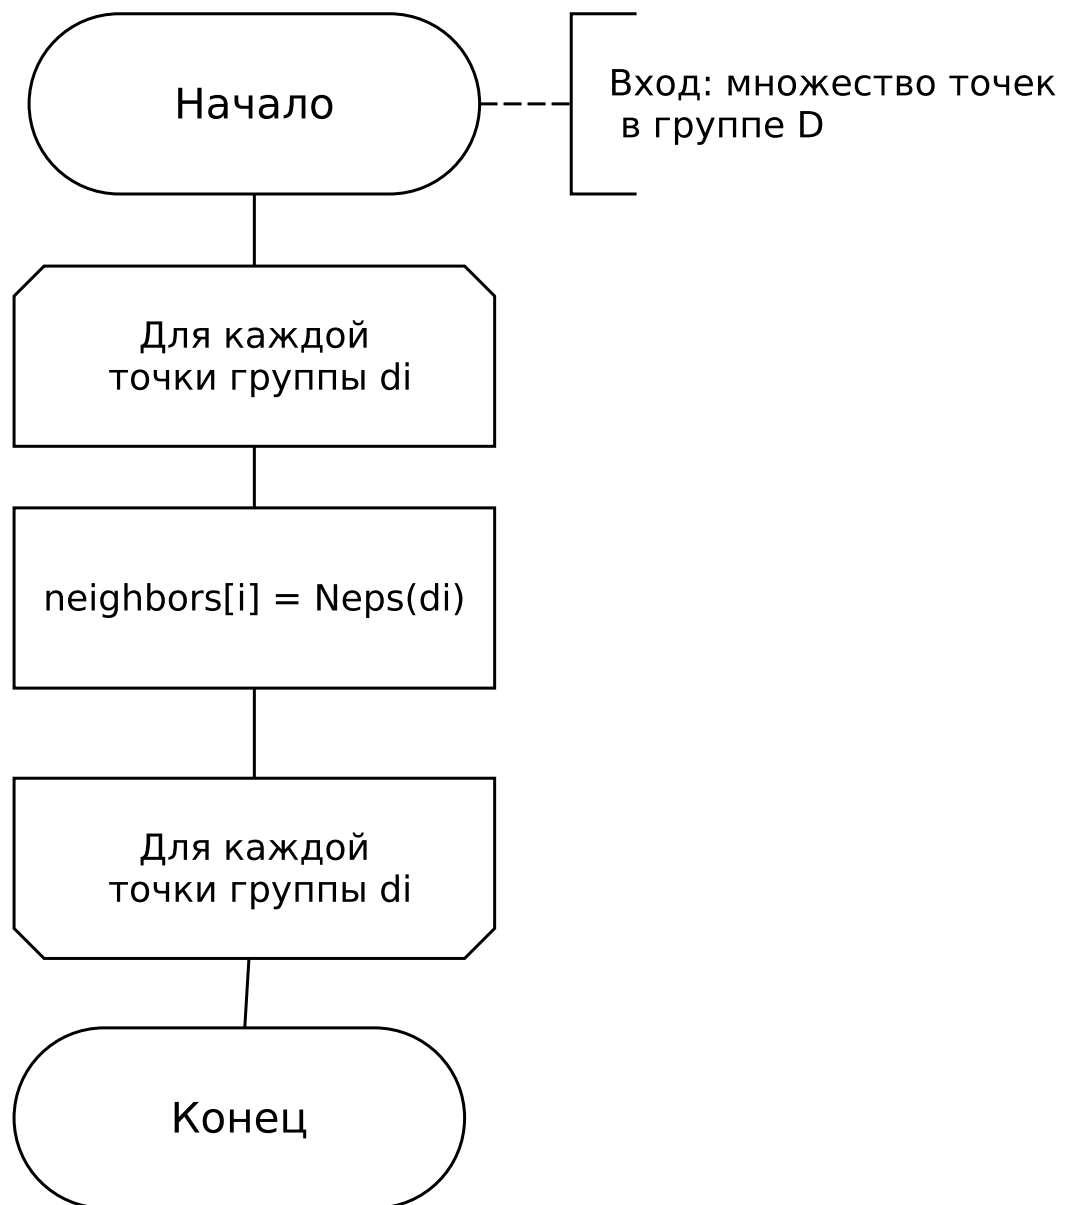 Начало
Вход: множество точек
в группе D
Для каждой
точки группы di
neighbors[i] = Neps(di)
Для каждой
точки группы di
Конец